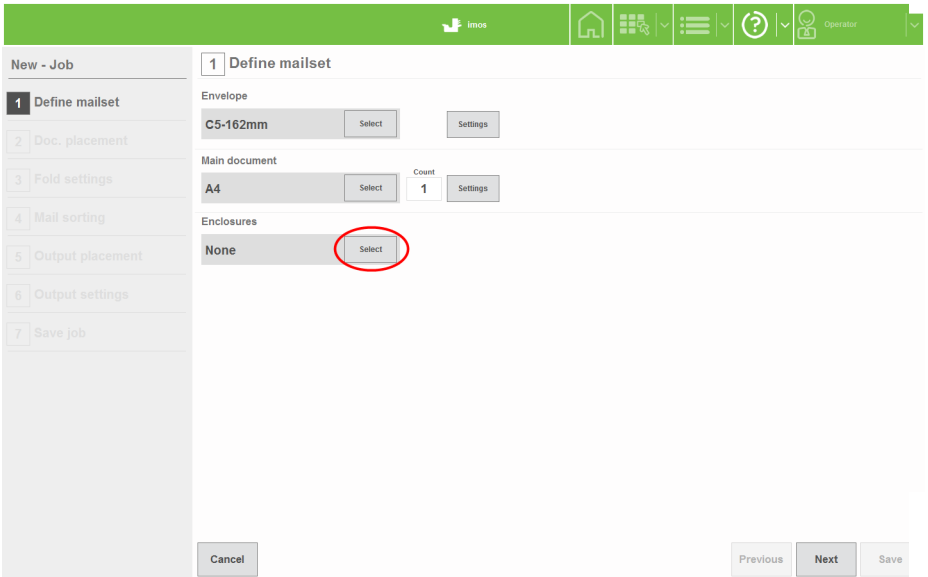 imos
Operator
New - Job
1 Define mailset
2 Doc. placement
3 Fold settings
4 Mail sorting
5 Output placement
6 Output settings
7 Save job
1 Define mailset
Envelope
C5-162mm Select Settings
Main document
Count
A4 Select 1 Settings
Enclosures
None Select
Cancel Previous Next Save